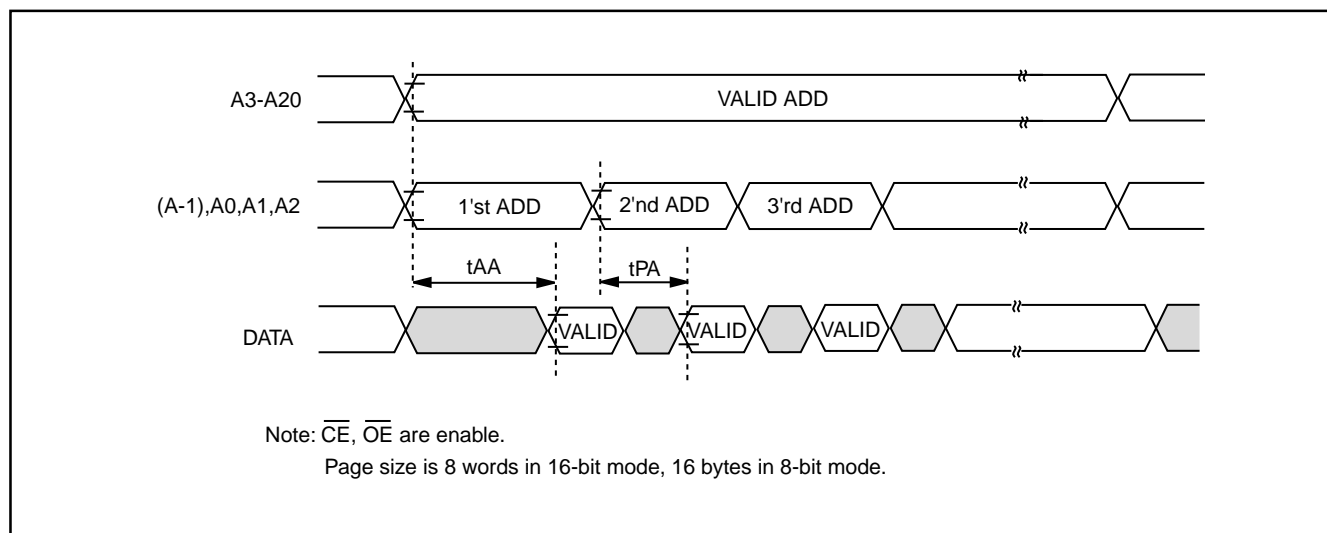 A3-A20
VALID ADD
(A-1),A0,A1,A2
1'st ADD
2'nd ADD
3'rd ADD
tAA
tPA
DATA
VALID
VALID
VALID
Note: C̅E̅, O̅E̅ are enable.
Page size is 8 words in 16-bit mode, 16 bytes in 8-bit mode.